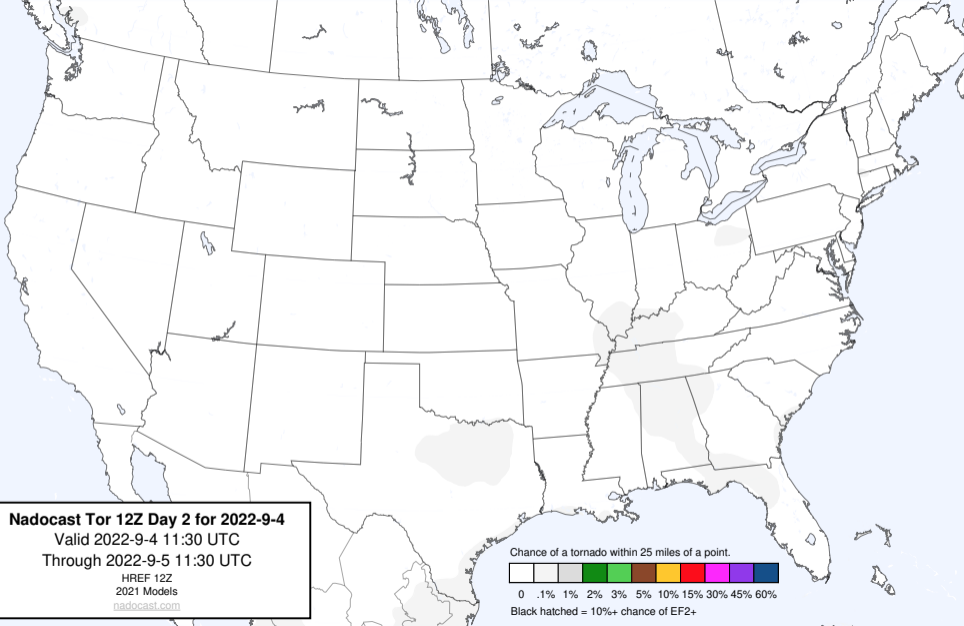 Nadocast Tor 12Z Day 2 for 2022-9-4
Valid 2022-9-4 11:30 UTC
Through 2022-9-5 11:30 UTC
HREF 12Z
2021 Models
nadocast.com
Chance of a tornado within 25 miles of a point.
0 .1% 1% 2% 3% 5% 10% 15% 30% 45% 60%
Black hatched = 10%+ chance of EF2+